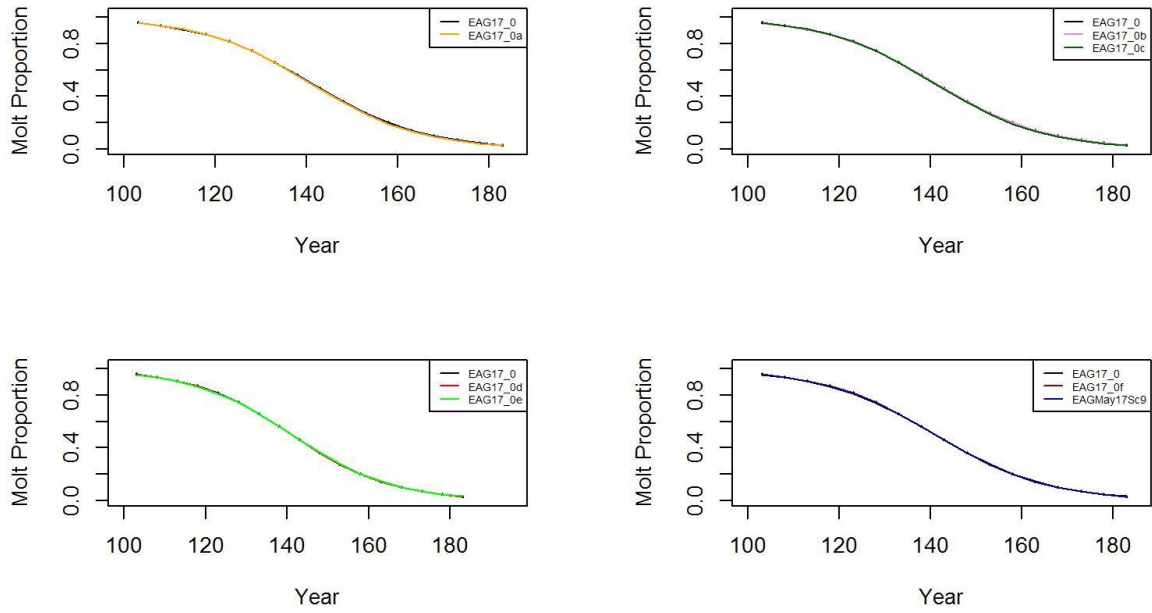 Molt Proportion
0.0 0.4 0.8
EAG17_0
EAG17_0a
100 120 140 160 180
Year
Molt Proportion
0.0 0.4 0.8
EAG17_0
EAG17_0b
EAG17_0c
100 120 140 160 180
Year
Molt Proportion
0.0 0.4 0.8
EAG17_0
EAG17_0d
EAG17_0e
100 120 140 160 180
Year
Molt Proportion
0.0 0.4 0.8
EAG17_0
EAG17_0f
EAGMay17Sc9
100 120 140 160 180
Year